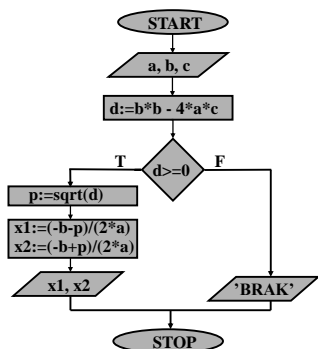 START
a, b, c
d:=b*b - 4*a*c
T
F
d>=0
p:=sqrt(d)
x1:=(-b-p)/(2*a)
x2:=(-b+p)/(2*a)
x1, x2
'BRAK'
STOP